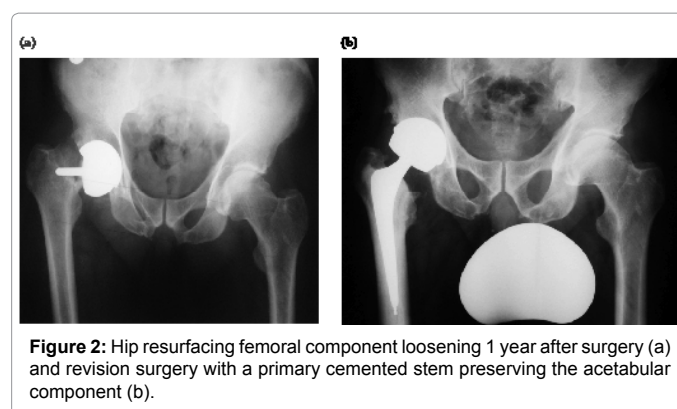 (a) (b)
Figure 2: Hip resurfacing femoral component loosening 1 year after surgery (a)
and revision surgery with a primary cemented stem preserving the acetabular
component (b).